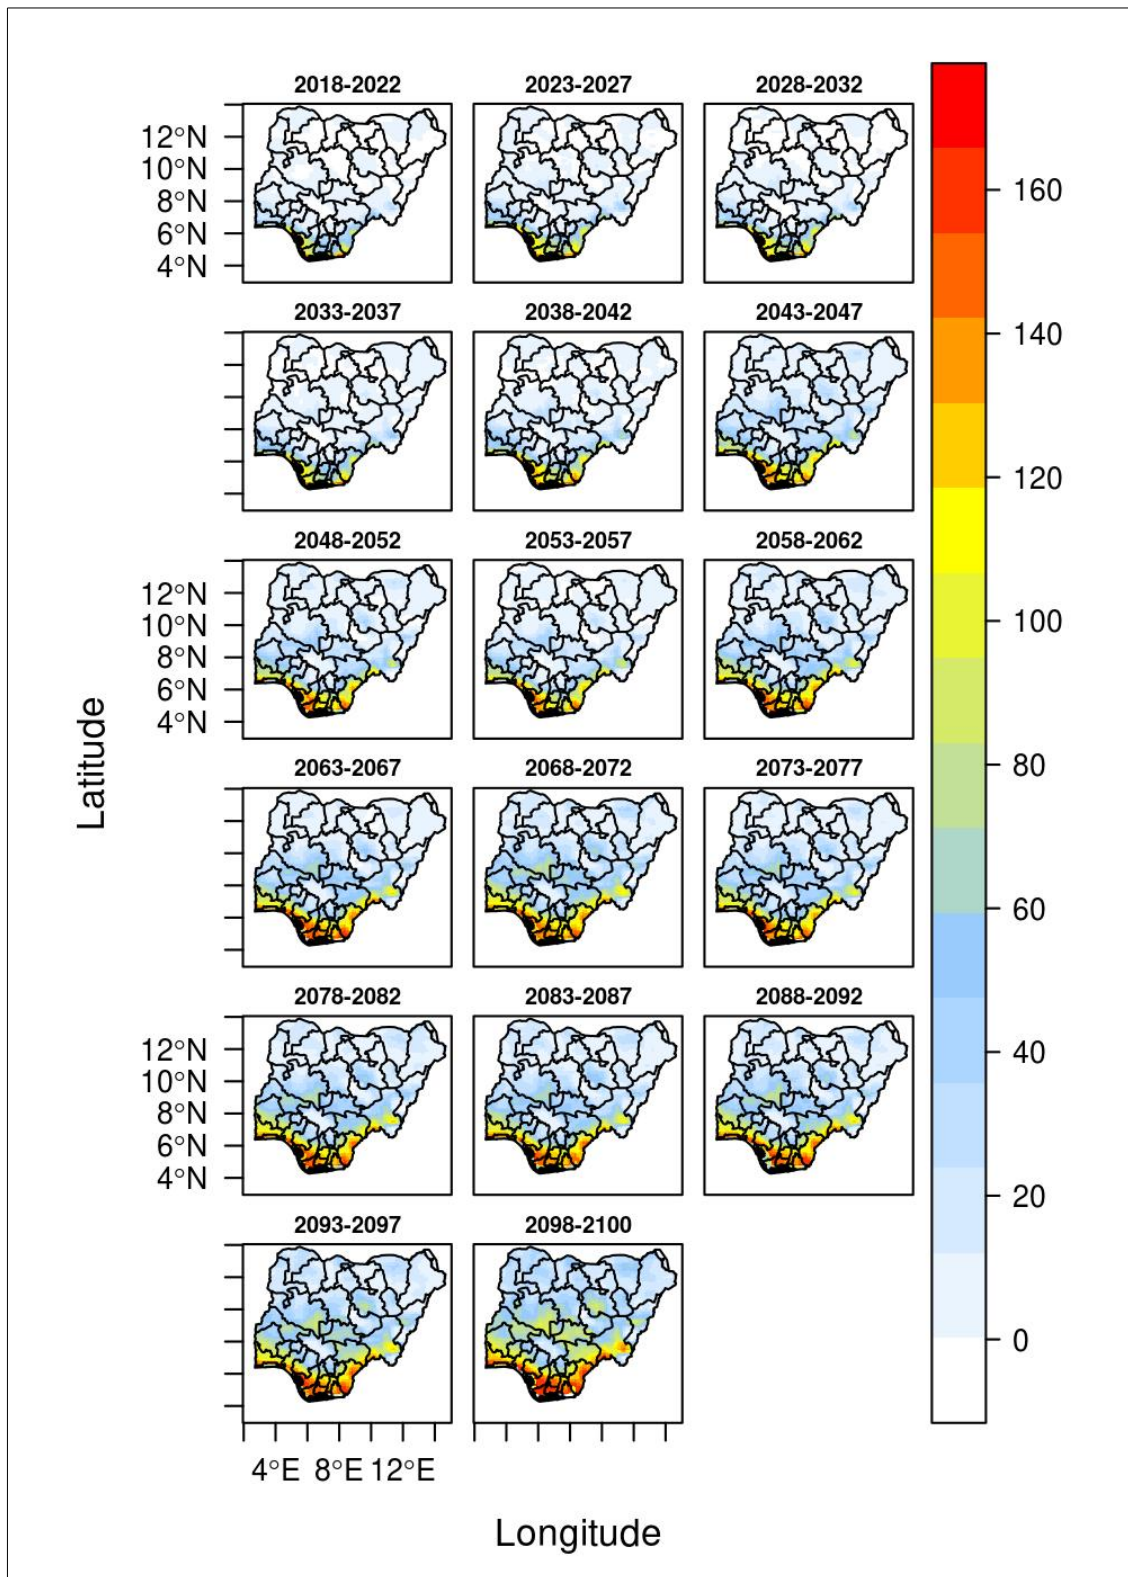 2018-2022 2023-2027 2028-2032
12°N
10°N
8°N
6°N
4°N
160
2033-2037 2038-2042 2043-2047
140
120
2048-2052 2053-2057 2058-2062
12°N
10°N
8°N
6°N
4°N
100
Latitude
2063-2067 2068-2072 2073-2077
80
60
2078-2082 2083-2087 2088-2092
12°N
10°N
8°N
6°N
4°N
40
20
2093-2097 2098-2100
0
4°E 8°E 12°E
Longitude